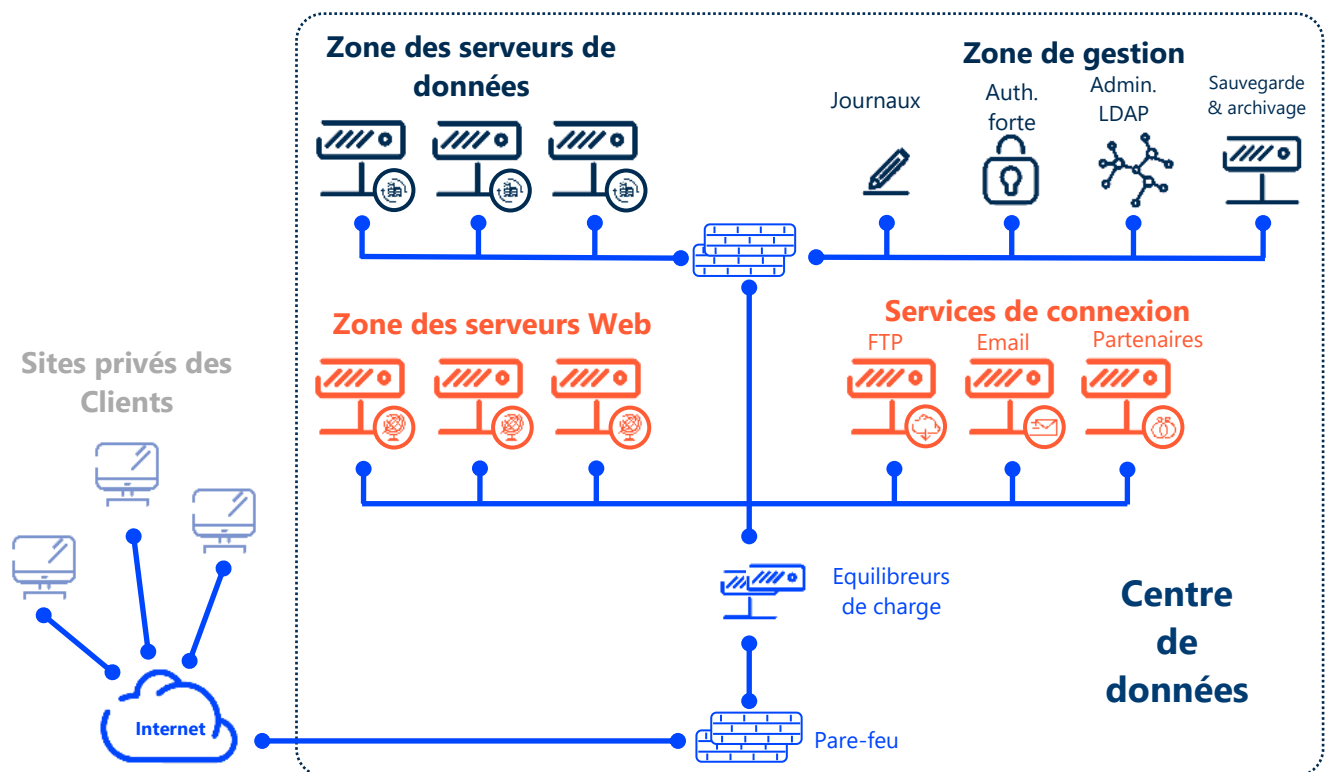 Zone des serveurs de
données
Zone de gestion
Journaux
Auth.
forte
Admin.
LDAP
Sauvegarde
& archivage
Zone des serveurs Web
Services de connexion
FTP
Email
Partenaires
Sites privés des
Clients
Equilibreurs
de charge
Centre
de
données
Internet
Pare-feu